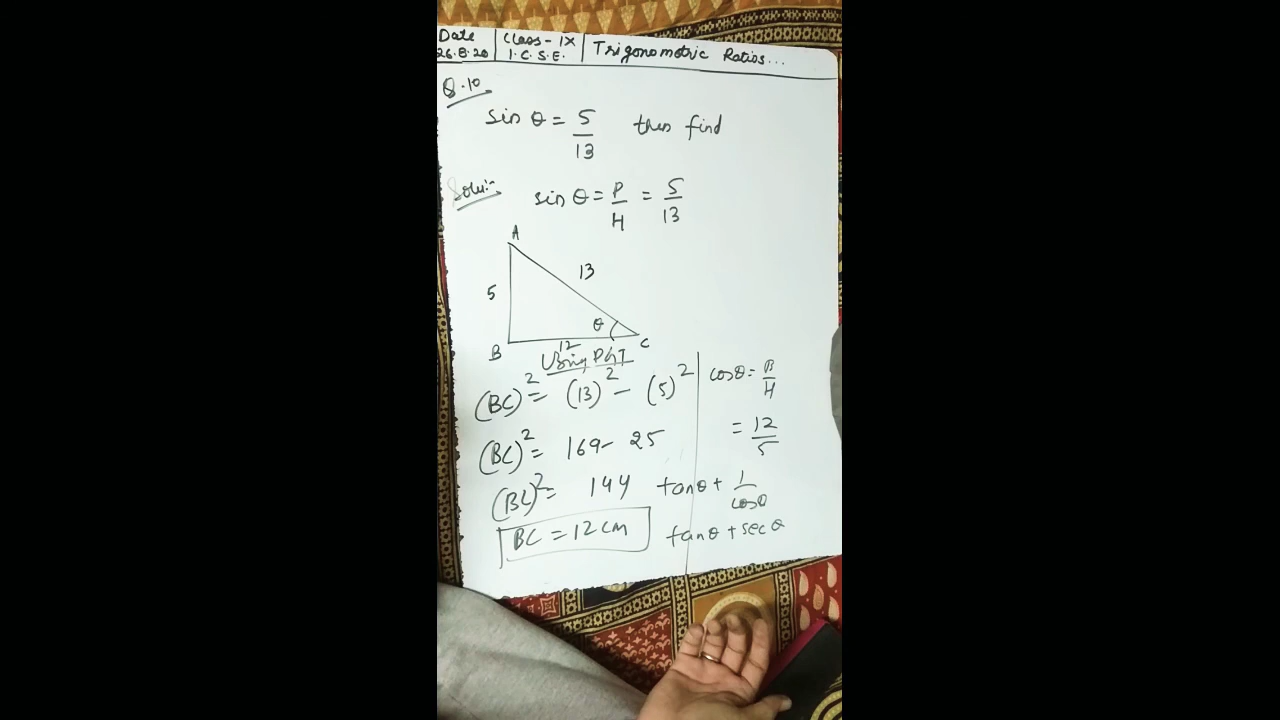 Date
26.8.20
Class - IX
I.C.S.E.
Trigonometric Ratios...
Q.10
sin θ = 5/13 then find
Solu:-
sin θ = P/H = 5/13
A
13
5
θ
B
12
C
Using PGT
(BC)² = (13)² - (5)²
(BC)² = 169 - 25
(BC)² = 144
BC = 12 cm
cos θ = B/H
= 12/5
tan θ + 1/cos θ
tan θ + sec θ